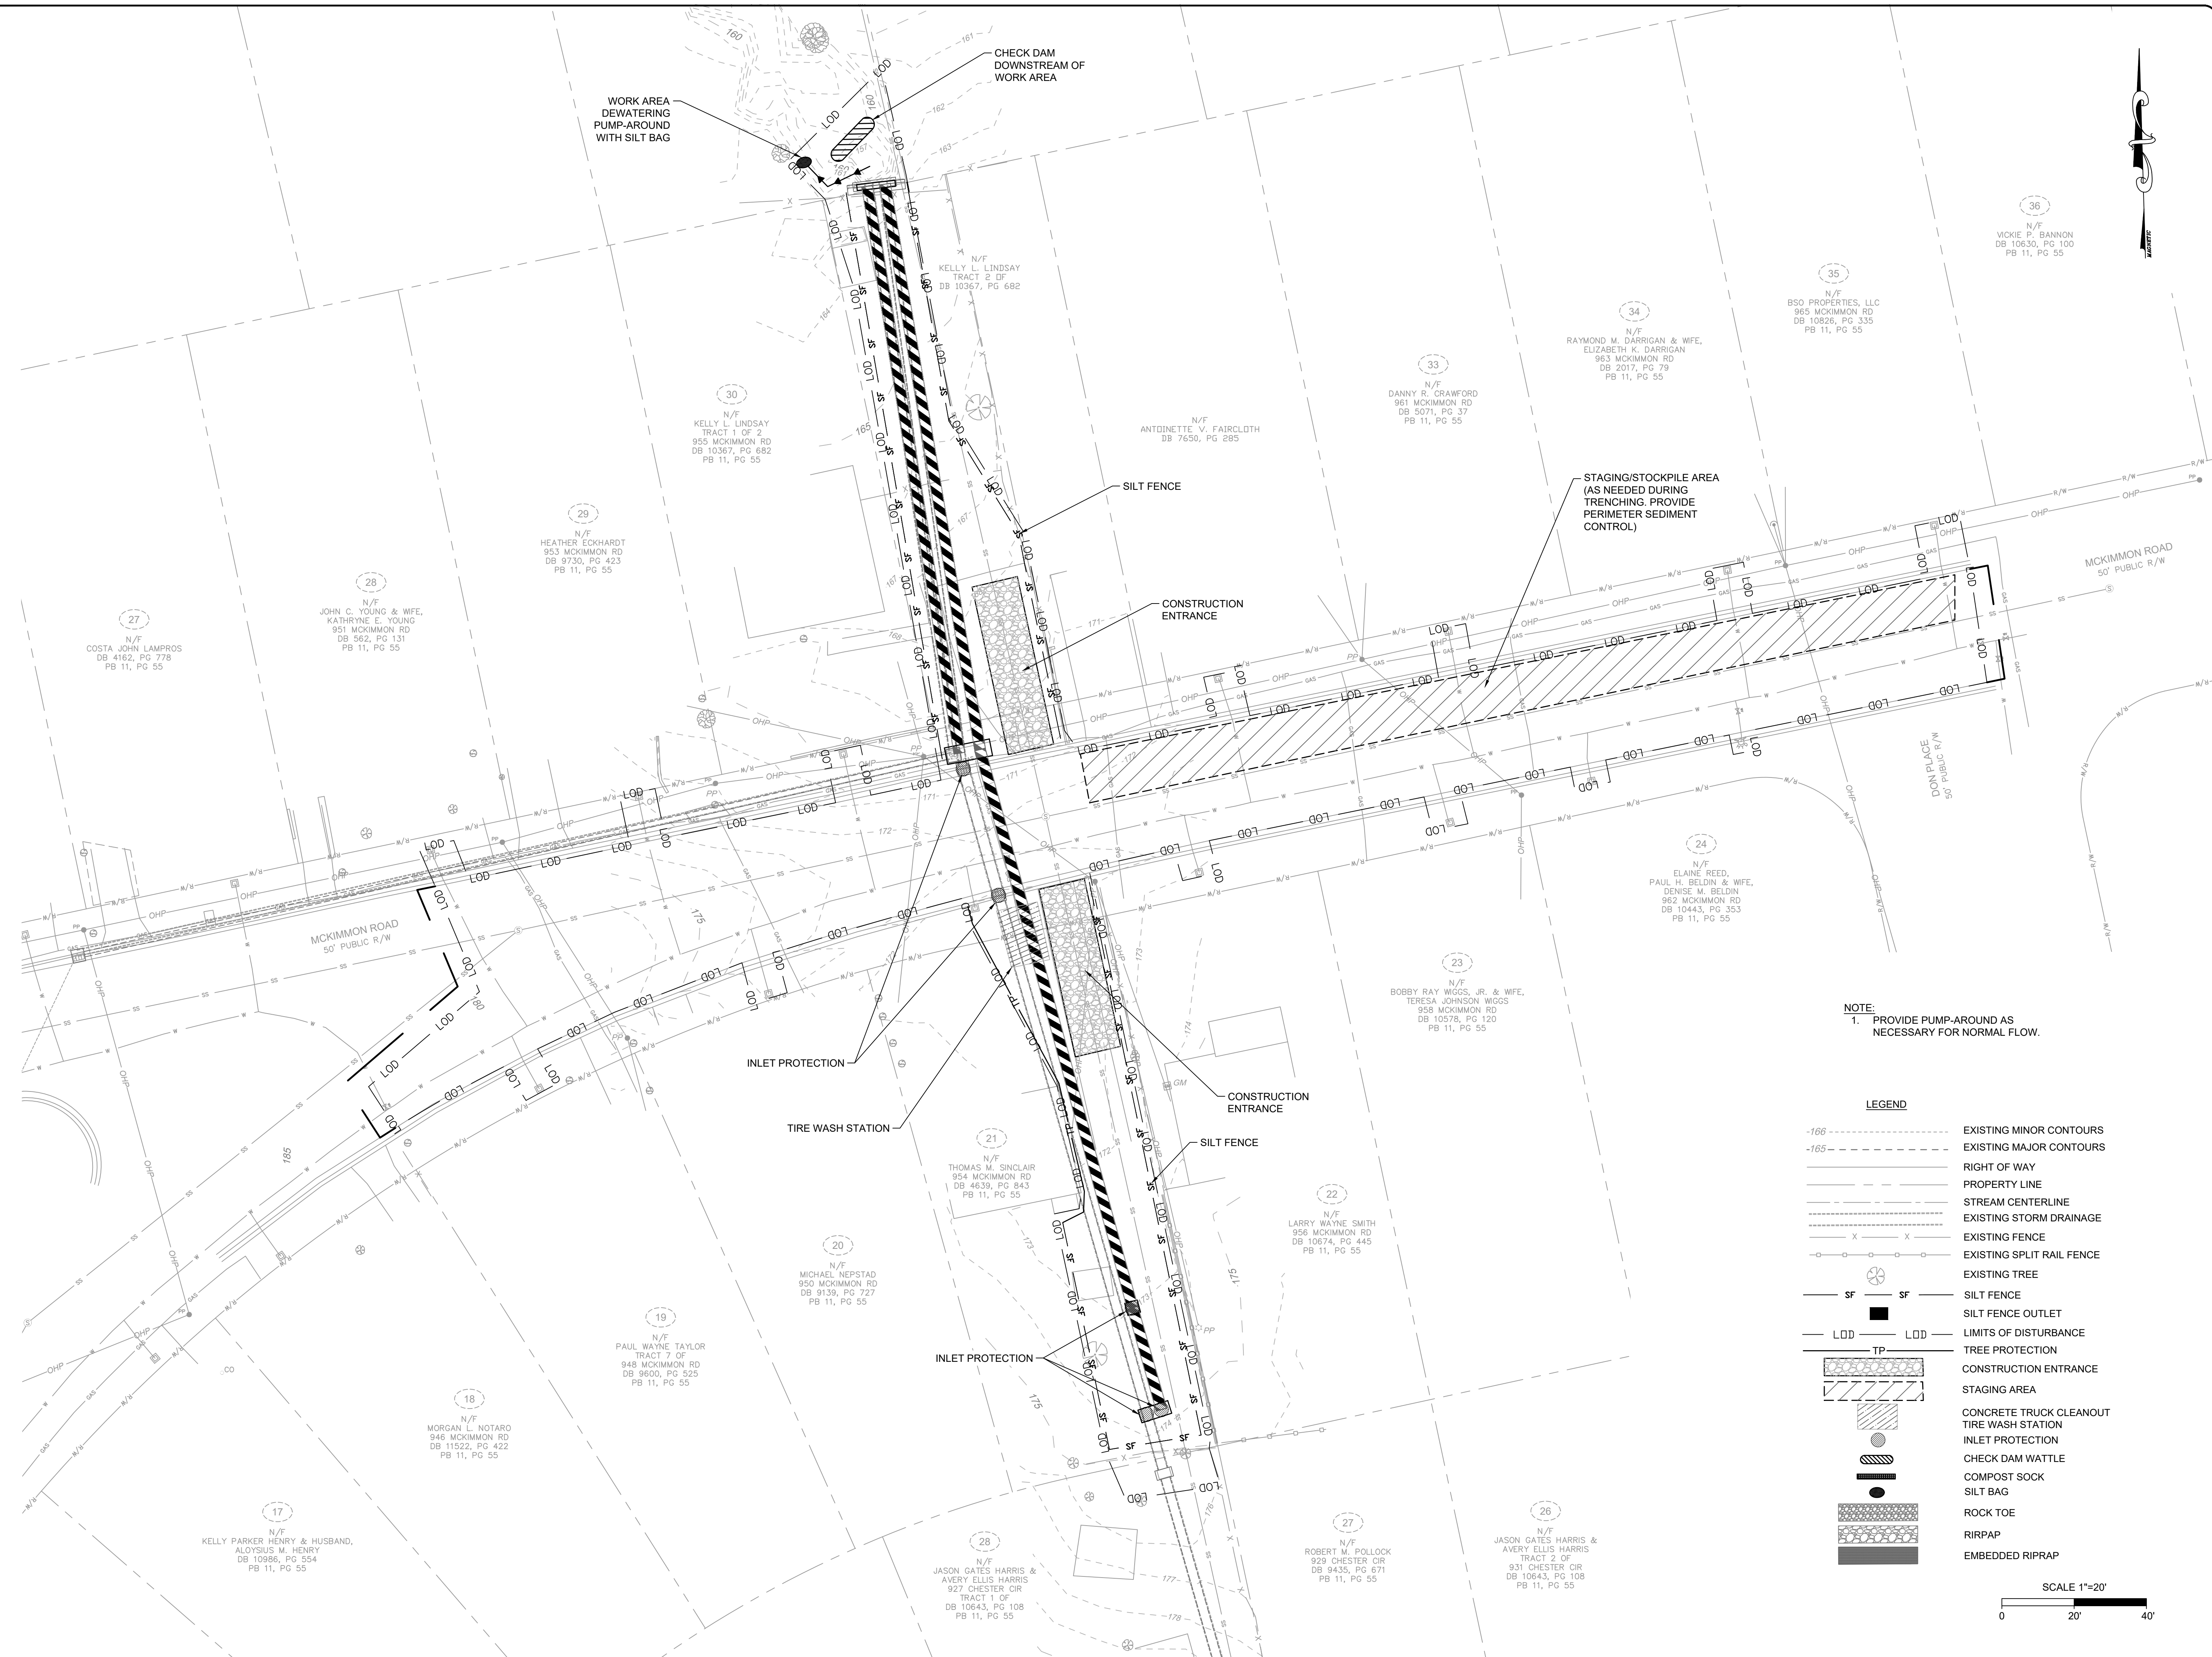 CHECK DAM
DOWNSTREAM OF
WORK AREA
WORK AREA
DEWATERING
PUMP-AROUND
WITH SILT BAG
MAGNETIC
36
N/F
VICKIE P. BANNON
DB 10630, PG 100
PB 11, PG 55
35
N/F
BSO PROPERTIES, LLC
965 MCKIMMON RD
DB 10826, PG 335
PB 11, PG 55
34
N/F
RAYMOND M. DARRIGAN & WIFE,
ELIZABETH K. DARRIGAN
963 MCKIMMON RD
DB 2017, PG 79
PB 11, PG 55
33
N/F
DANNY R. CRAWFORD
961 MCKIMMON RD
DB 5071, PG 37
PB 11, PG 55
N/F
KELLY L. LINDSAY
TRACT 2 OF
DB 10367, PG 682
N/F
ANTOINETTE V. FAIRCLOTH
DB 7650, PG 285
30
N/F
KELLY L. LINDSAY
TRACT 1 OF 2
955 MCKIMMON RD
DB 10367, PG 682
PB 11, PG 55
29
N/F
HEATHER ECKHARDT
953 MCKIMMON RD
DB 9730, PG 423
PB 11, PG 55
28
N/F
JOHN C. YOUNG & WIFE,
KATHRYNE E. YOUNG
951 MCKIMMON RD
DB 562, PG 131
PB 11, PG 55
27
N/F
COSTA JOHN LAMPROS
DB 4162, PG 778
PB 11, PG 55
SILT FENCE
STAGING/STOCKPILE AREA
(AS NEEDED DURING
TRENCHING. PROVIDE
PERIMETER SEDIMENT
CONTROL)
CONSTRUCTION
ENTRANCE
MCKIMMON ROAD
50' PUBLIC R/W
MCKIMMON ROAD
50' PUBLIC R/W
DON PLACE
50' PUBLIC R/W
24
N/F
ELAINE REED,
PAUL H. BELDIN & WIFE,
DENISE M. BELDIN
962 MCKIMMON RD
DB 10443, PG 353
PB 11, PG 55
23
N/F
BOBBY RAY WIGGS, JR. & WIFE,
TERESA JOHNSON WIGGS
958 MCKIMMON RD
DB 10578, PG 120
PB 11, PG 55
INLET PROTECTION
TIRE WASH STATION
CONSTRUCTION
ENTRANCE
SILT FENCE
GM
21
N/F
THOMAS M. SINCLAIR
954 MCKIMMON RD
DB 4639, PG 843
PB 11, PG 55
22
N/F
LARRY WAYNE SMITH
956 MCKIMMON RD
DB 10674, PG 445
PB 11, PG 55
20
N/F
MICHAEL NEPSTAD
950 MCKIMMON RD
DB 9139, PG 727
PB 11, PG 55
19
N/F
PAUL WAYNE TAYLOR
TRACT 7 OF
948 MCKIMMON RD
DB 9600, PG 525
PB 11, PG 55
INLET PROTECTION
18
N/F
MORGAN L. NOTARO
946 MCKIMMON RD
DB 11522, PG 422
PB 11, PG 55
17
N/F
KELLY PARKER HENRY & HUSBAND,
ALOYSIUS M. HENRY
DB 10986, PG 554
PB 11, PG 55
28
N/F
JASON GATES HARRIS &
AVERY ELLIS HARRIS
927 CHESTER CIR
TRACT 1 OF
DB 10643, PG 108
PB 11, PG 55
27
N/F
ROBERT M. POLLOCK
929 CHESTER CIR
DB 9435, PG 671
PB 11, PG 55
26
N/F
JASON GATES HARRIS &
AVERY ELLIS HARRIS
TRACT 2 OF
931 CHESTER CIR
DB 10643, PG 108
PB 11, PG 55
NOTE:
1. PROVIDE PUMP-AROUND AS
NECESSARY FOR NORMAL FLOW.
LEGEND
166 EXISTING MINOR CONTOURS
165 EXISTING MAJOR CONTOURS
RIGHT OF WAY
PROPERTY LINE
STREAM CENTERLINE
EXISTING STORM DRAINAGE
X X EXISTING FENCE
EXISTING SPLIT RAIL FENCE
EXISTING TREE
SF SF SILT FENCE
SILT FENCE OUTLET
LOD LOD LIMITS OF DISTURBANCE
TP TREE PROTECTION
CONSTRUCTION ENTRANCE
STAGING AREA
CONCRETE TRUCK CLEANOUT
TIRE WASH STATION
INLET PROTECTION
CHECK DAM WATTLE
COMPOST SOCK
SILT BAG
ROCK TOE
RIRPAP
EMBEDDED RIPRAP
SCALE 1"=20'
0 20' 40'